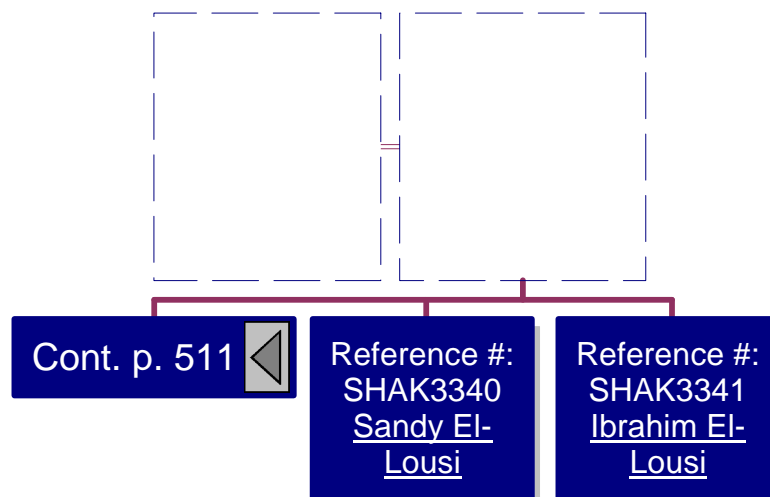 Cont. p. 511
Reference #:
SHAK3340
Sandy El-
Lousi
Reference #:
SHAK3341
Ibrahim El-
Lousi